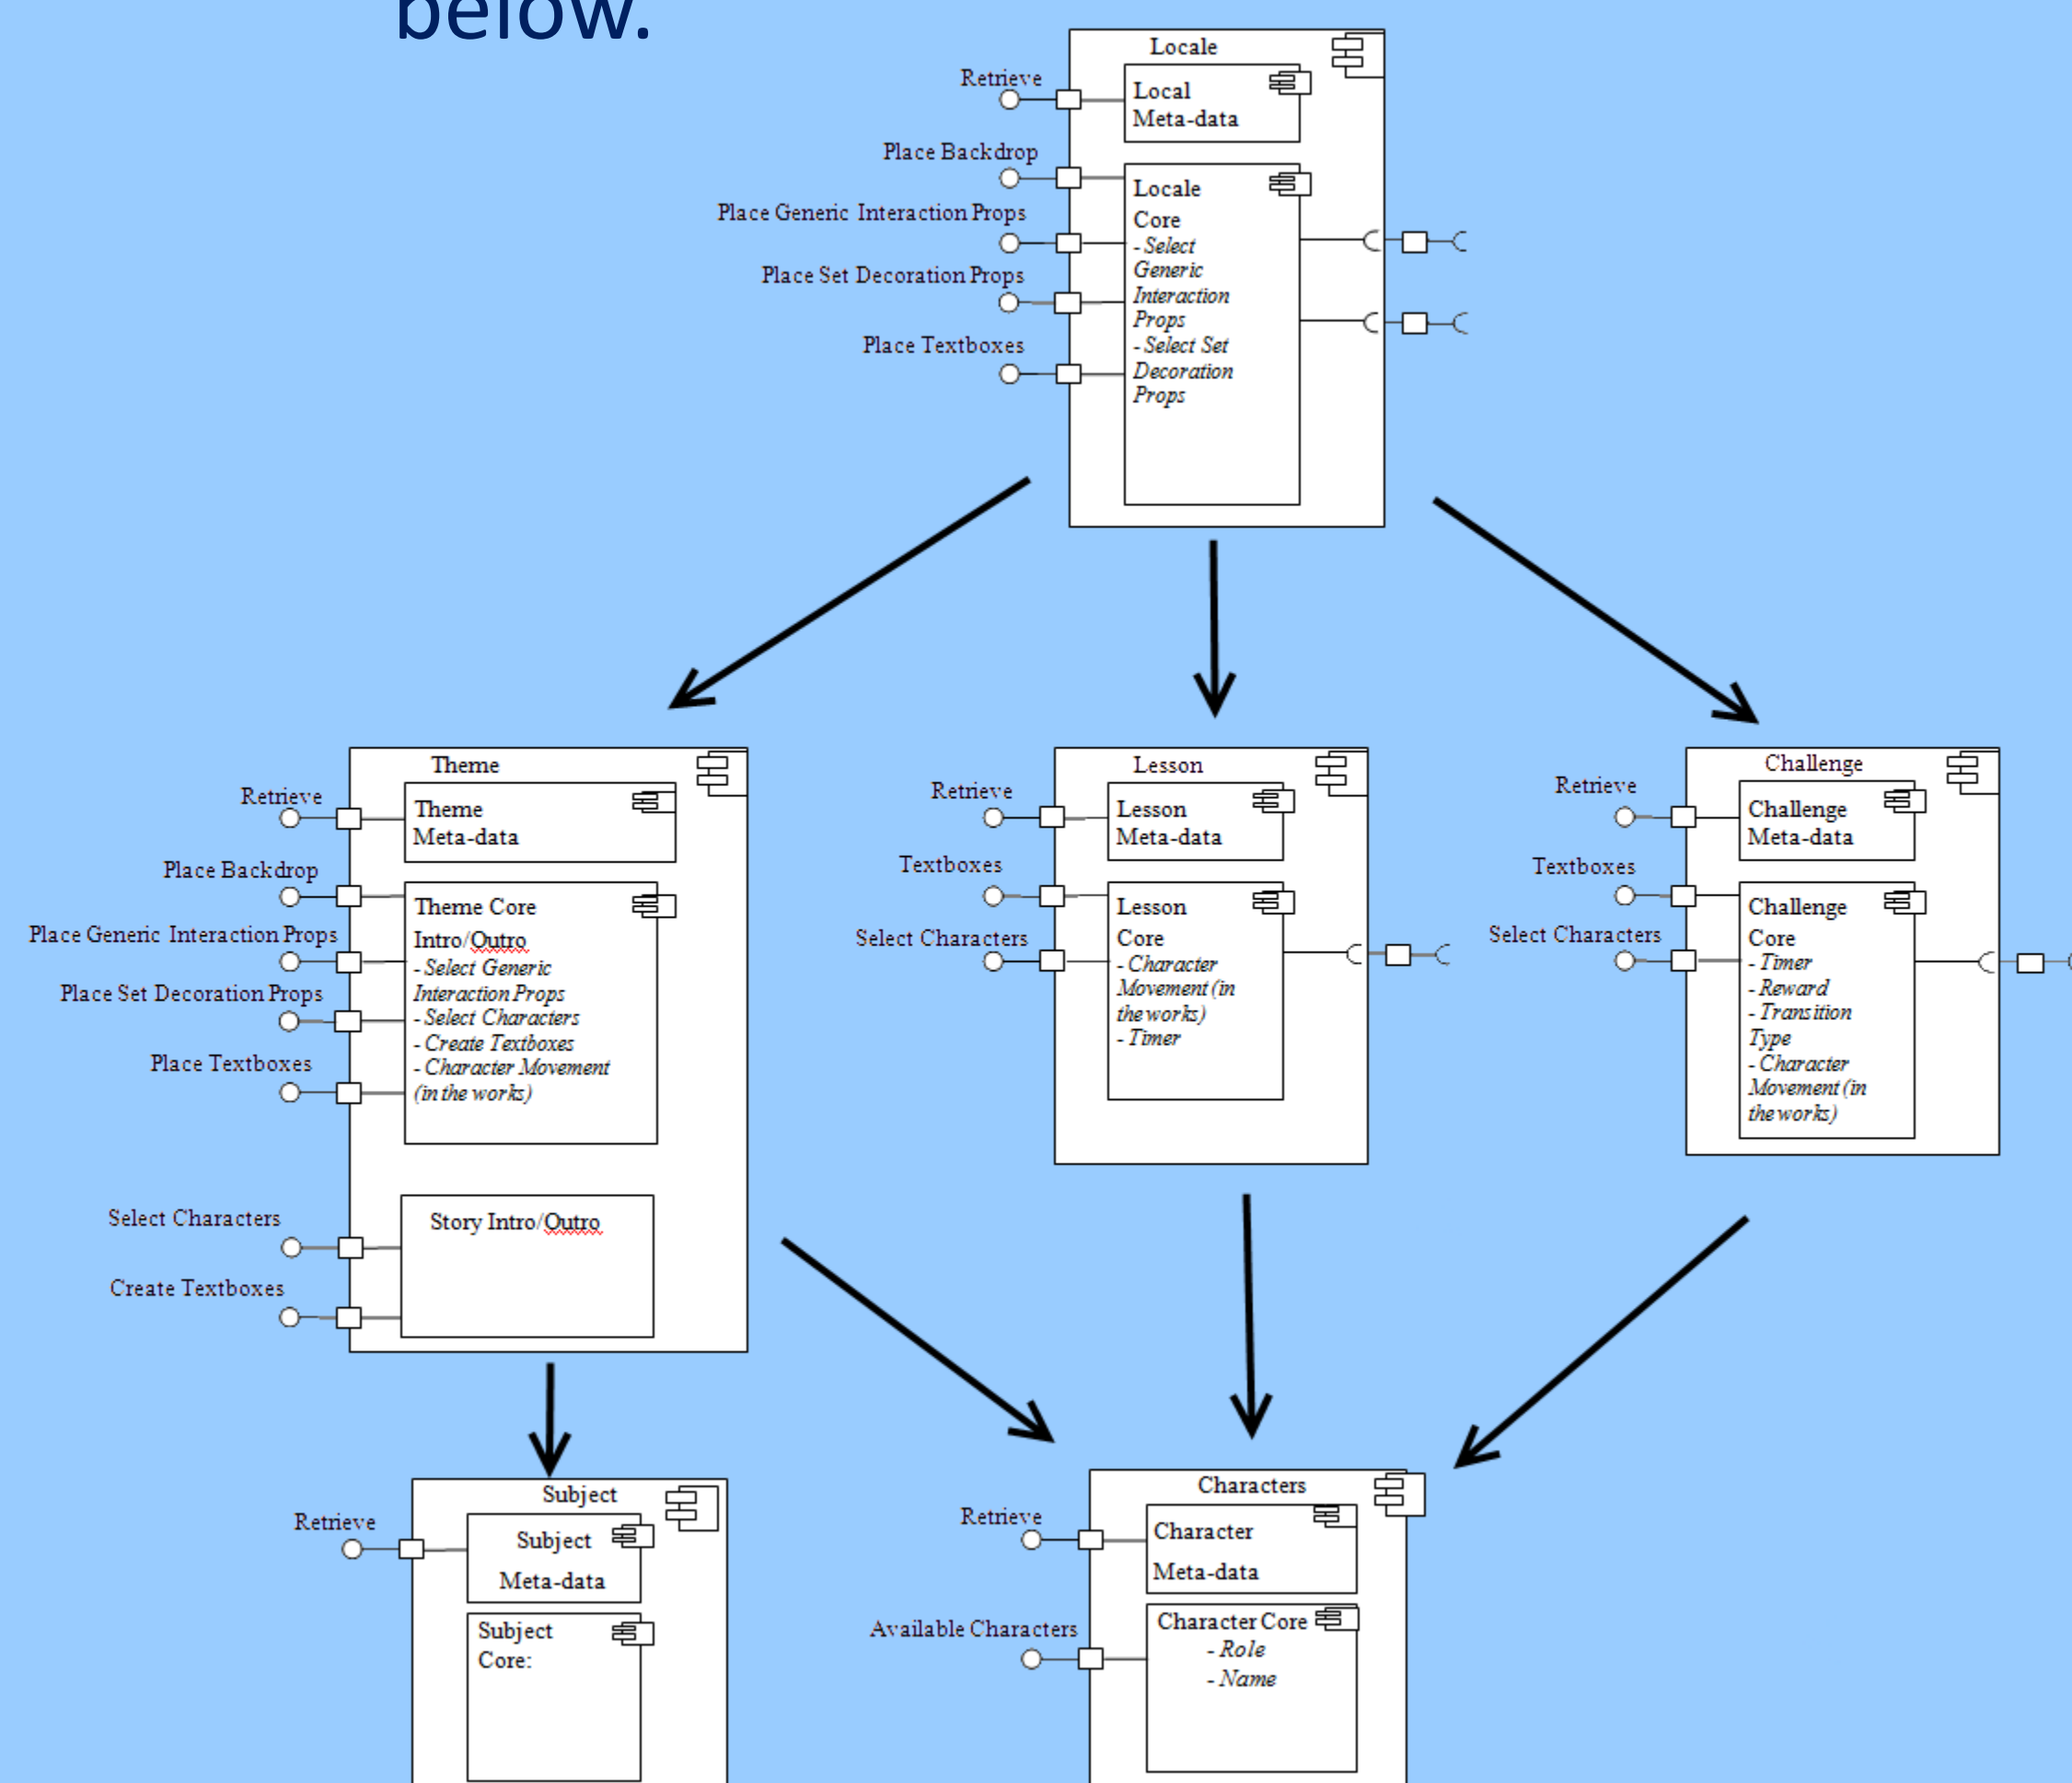 below.
Locale
Retrieve
Local
Meta-data
Place Backdrop
Place Generic Interaction Props
Place Set Decoration Props
Place Textboxes
Locale
Core
- Select
Generic
Interaction
Props
- Select Set
Decoration
Props
Theme
Retrieve
Theme
Meta-data
Place Backdrop
Place Generic Interaction Props
Place Set Decoration Props
Place Textboxes
Theme Core
Intro/Outro
- Select Generic
Interaction Props
- Select Characters
- Create Textboxes
- Character Movement
(in the works)
Select Characters
Create Textboxes
Story Intro/Outro
Lesson
Retrieve
Lesson
Meta-data
Textboxes
Select Characters
Lesson
Core
- Character
Movement (in
the works)
- Timer
Challenge
Retrieve
Challenge
Meta-data
Textboxes
Select Characters
Challenge
Core
- Timer
- Reward
- Transition
Type
- Character
Movement (in
the works)
Subject
Retrieve
Subject
Meta-data
Subject
Core:
Characters
Retrieve
Character
Meta-data
Available Characters
Character Core
- Role
- Name